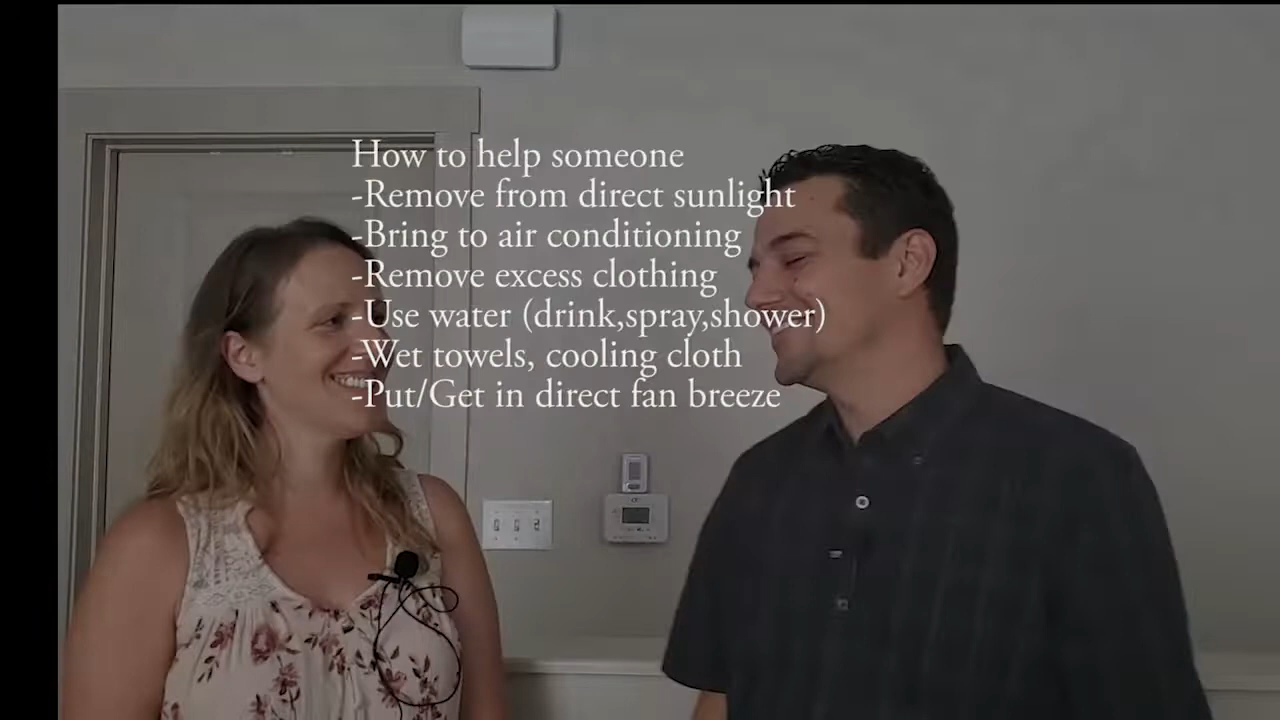 How to help someone
-Remove from direct sunlight
-Bring to air conditioning
-Remove excess clothing
-Use water (drink,spray,shower)
-Wet towels, cooling cloth
-Put/Get in direct fan breeze